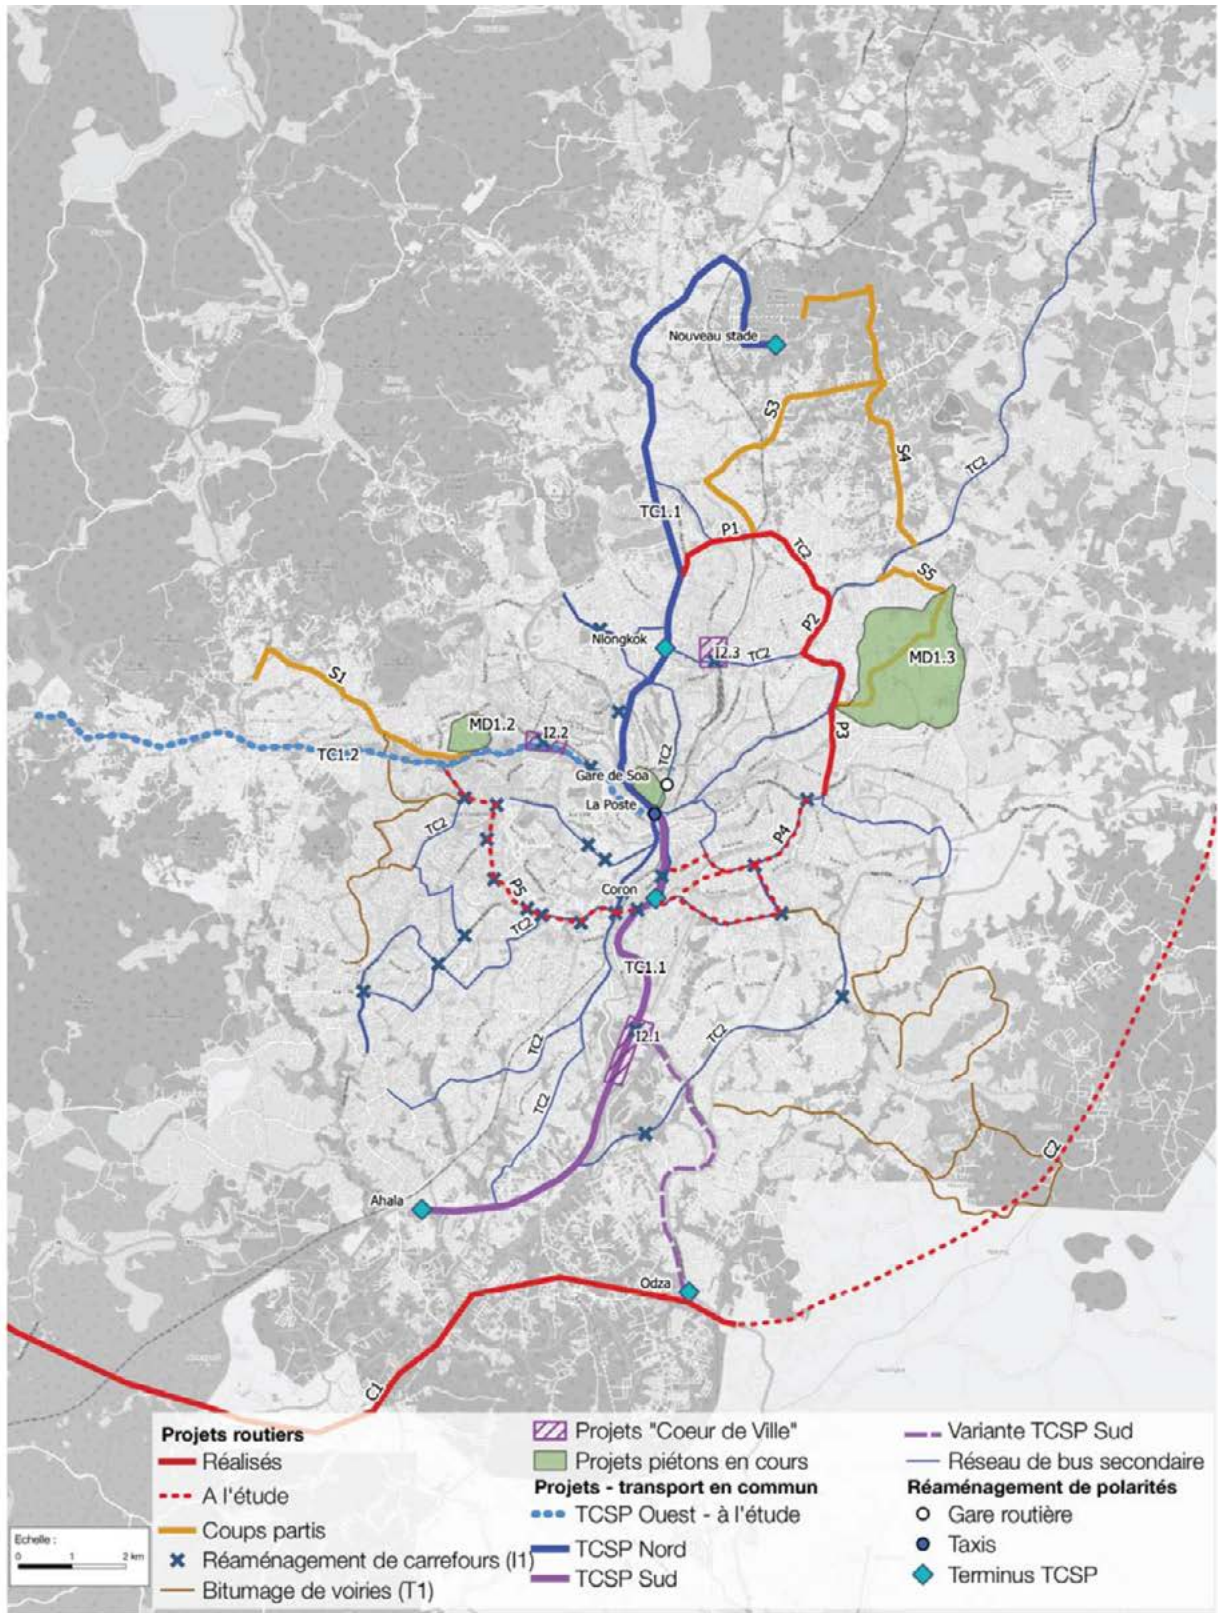 Nouveau stade
S3
S4
TC2
TC1.1
P1
TC2
S5
P2
Nlongkok
I2.3
TC2
MD1.3
S1
MD1.2
I2.2
P3
TC1.2
TC2
Gare de Soa
La Poste
TC2
P4
P5
Coron
TC2
TC1.1
I2.1
TC2
TC2
TC2
C2
Ahala
Odza
C1
Projets routiers
Réalisés
A l'étude
Coups partis
Réaménagement de carrefours (I1)
Bitumage de voiries (T1)
Projets "Coeur de Ville"
Projets piétons en cours
Projets - transport en commun
TCSP Ouest - à l'étude
TCSP Nord
TCSP Sud
Variante TCSP Sud
Réseau de bus secondaire
Réaménagement de polarités
Gare routière
Taxis
Terminus TCSP
Echelle :
0 1 2 km